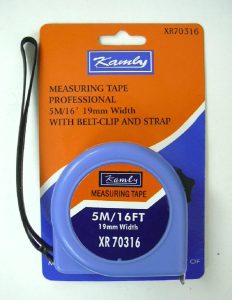 XR70316
Kamly
MEASURING TAPE
PROFESSIONAL
5M/16' 19mm Width
WITH BELT-CLIP AND STRAP
Kamly
MEASURING TAPE
5M/16FT
19mm Width
XR 70316
OF